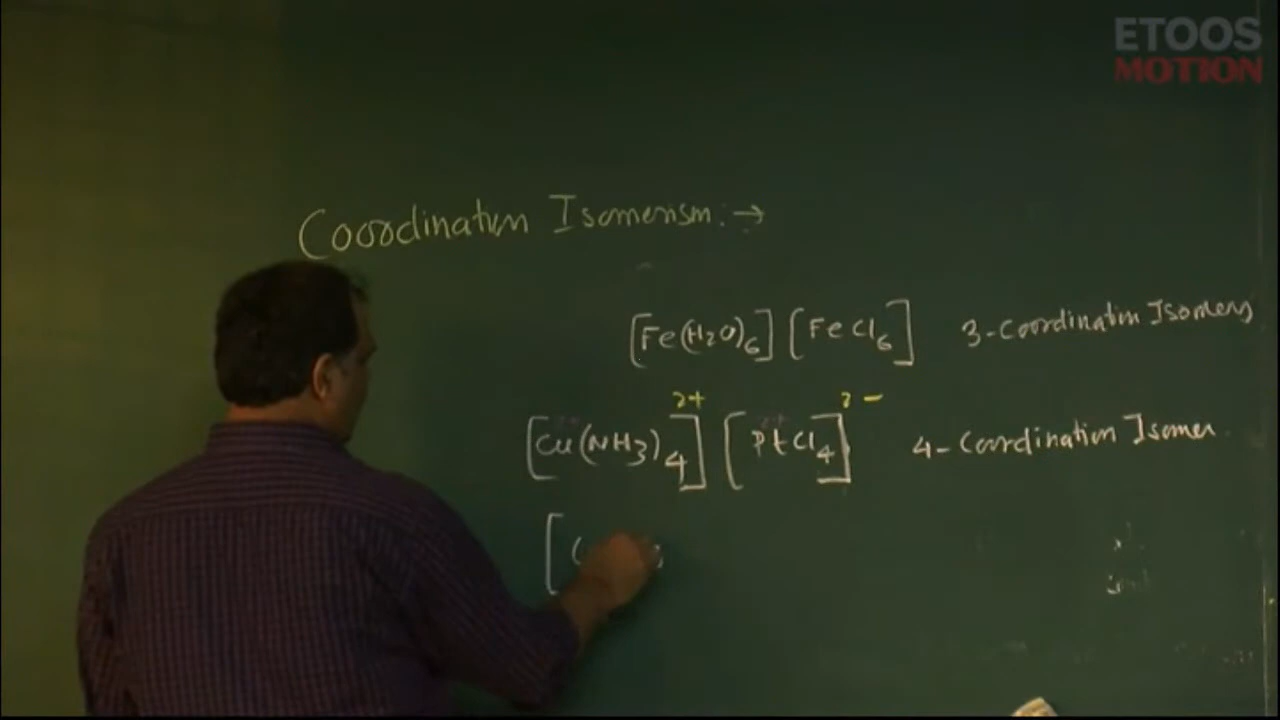 ETOOS
MOTION
Coordination Isomerism :→
[Fe(H2O)6] [FeCl6] 3-Coordination Isomers
[Cu(NH3)4]2+ [PtCl4]2- 4-Coordination Isomer
[C